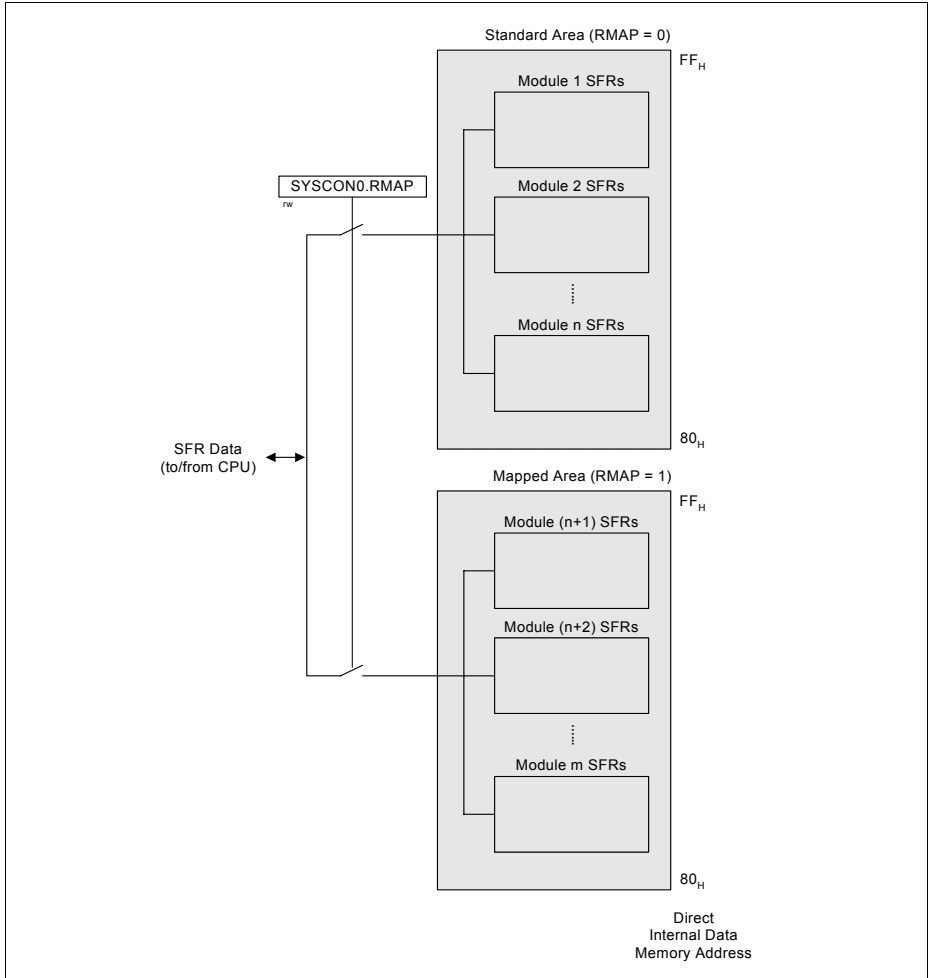 Standard Area (RMAP = 0)
FFH
Module 1 SFRs
SYSCON0.RMAP
rw
Module 2 SFRs
Module n SFRs
80H
SFR Data
(to/from CPU)
Mapped Area (RMAP = 1)
FFH
Module (n+1) SFRs
Module (n+2) SFRs
Module m SFRs
80H
Direct
Internal Data
Memory Address